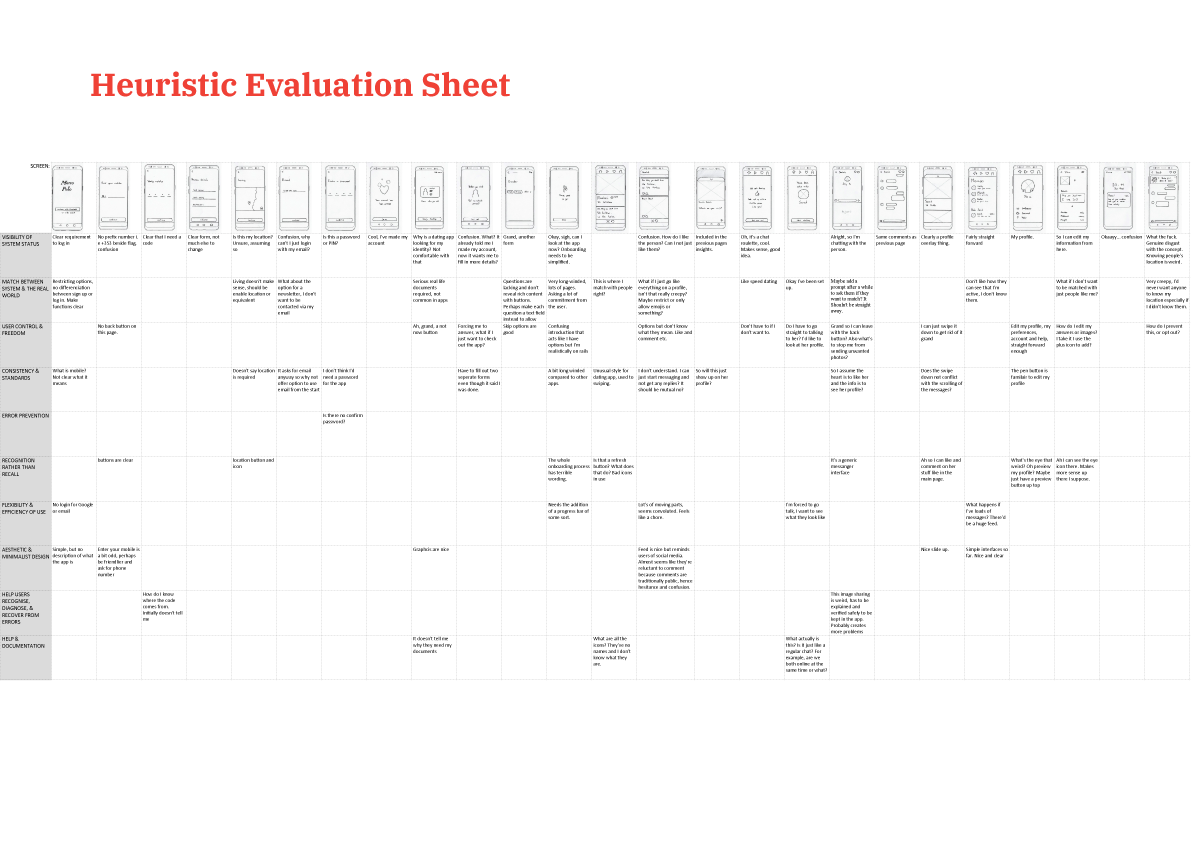 Heuristic Evaluation Sheet
SCREEN:
VISIBILITY OF
SYSTEM STATUS
Clear requirement
to log in
No prefix number i.
e +353 beside flag,
confusion
Clear that I need a
code
Clear form, not
much else to
change
Is this my location?
Unsure, assuming
so
Confusion, why
can't I just login
with my email?
Is this a password
or PIN?
Cool, I've made my
account
Why is a dating app
looking for my
identity? Not
comfortable with
that
Confusion. What? it
already told me I
made my account,
now it wants me to
fill in more details?
Grand, another
form
Okay, sigh, can I
look at the app
now? Onboarding
needs to be
simplified.
Confusion. How do I like
the person? Can I not just
like them?
Included in the
previous pages
insights.
Oh, it's a chat
roulette, cool.
Makes sense, good
idea.
Alright, so I'm
chatting with the
person.
Same comments as
previous page
Clearly a profile
overlay thing.
Fairly straight
forward
My profile.
So I can edit my
information from
here.
Okaayy... confusion
What the fuck.
Genuine disgust
with the concept.
Knowing people's
location is weird.
MATCH BETWEEN
SYSTEM & THE REAL
WORLD
Restricting options,
no differentiation
between sign up or
log in. Make
functions clear
Living doesn't make
sense, should be
enable location or
equivalent
What about the
option for a
newsletter, I don't
want to be
contacted via my
email
Serious real life
documents
required, not
common in apps
Questions are
taxing and don't
reveal rich content
with buttons.
Perhaps make each
question a text field
instead to allow
Very long winded,
lots of pages.
Asking a lot of
commitment from
the user.
This is where I
match with people
right?
What if I just go like
everything on a profile,
isn't that really creepy?
Maybe restrict or only
allow emojis or
something?
Like speed dating
Okay I've been set
up.
Maybe add a
prompt after a while
to ask them if they
want to match? It
Shouldn't be straight
away.
Don't like how they
can see that I'm
active, I don't know
them.
What if I don't want
to be matched with
just people like me?
Very creepy, I'd
never want anyone
to know my
location especially if
I didn't know them.
USER CONTROL &
FREEDOM
No back button on
this page.
Ah, grand, a not
now button
Forcing me to
answer, what if I
just want to check
out the app?
Skip options are
good
Confusing
introduction that
acts like I have
options but I'm
realistically on rails
Options but don't know
what they mean. Like and
comment etc.
Don't have to if I don't
want to.
Do I have to go
straight to talking
to her? I'd like to
look at her profile.
Grand so I can leave
with the back
button? Also what's
to stop me from
sending unwanted
photos?
I can just swipe it
down to get rid of it
grand
Edit my profile, my
preferences,
account and help,
straight forward
enough
How do I edit my
answers or images?
I take it I use the
plus icon to add?
How do I prevent
this, or opt out?
CONSISTENCY &
STANDARDS
What is mobile?
Not clear what it
means
Doesn't say location
is required
It asks for email
anyway so why not
offer option to use
email from the start
I don't think I'd
need a password
for the app
Have to fill out two
seperate forms
even though it said I
was done.
A bit long winded
compared to other
apps.
Unusual style for
dating app, used to
swiping.
I don't understand. I can
just start messaging and
not get any replies? It
should be mutual no?
So will this just
show up on her
profile?
So I assume the
heart is to like her
and the info is to
see her profile?
Does the swipe
down not conflict
with the scrolling of
the messages?
The pen button is
familair to edit my
profile
ERROR PREVENTION
Is there no confirm
password?
RECOGNITION
RATHER THAN
RECALL
buttons are clear
location button and
icon
The whole
onboarding process
has terrible
wording.
Is that a refresh
button? What does
that do? Bad icons
in use
It's a generic
messanger
interface
Ah so I can like and
comment on her
stuff like in the
main page.
What's the eye that
weird? Oh preview
my profile? Maybe
just have a preview
button up top
Ah I can see the eye
icon there. Makes
more sense up
there I suppose.
FLEXIBILITY &
EFFICIENCY OF USE
No login for Google
or email
Needs the addition
of a progress bar of
some sort.
Lot's of moving parts,
seems convoluted. Feels
like a chore.
I'm forced to go
talk, I want to see
what they look like
What happens if
I've loads of
messages? There'd
be a huge feed.
AESTHETIC &
MINIMALIST DESIGN
Simple, but no
description of what
the app is
Enter your mobile is
a bit odd, perhaps
be friendlier and
ask for phone
number
Graphcis are nice
Feed is nice but reminds
users of social media.
Almost seems like they're
reluctant to comment
because comments are
traditionally public, hence
hesitance and confusion.
Nice slide up.
Simple interfaces so
far. Nice and clear
HELP USERS
RECOGNISE,
DIAGNOSE, &
RECOVER FROM
ERRORS
How do I know
where the code
comes from.
Initially doesn't tell
me
This image sharing
is weird, has to be
explained and
verified safely to be
kept in the app.
Probably creates
more problems
HELP &
DOCUMENTATION
It doesn't tell me
why they need my
documents
What are all the
icons? They're no
names and I don't
know what they
are.
What actually is
this? Is it just like a
regular chat? For
example, are we
both online at the
same time or what?